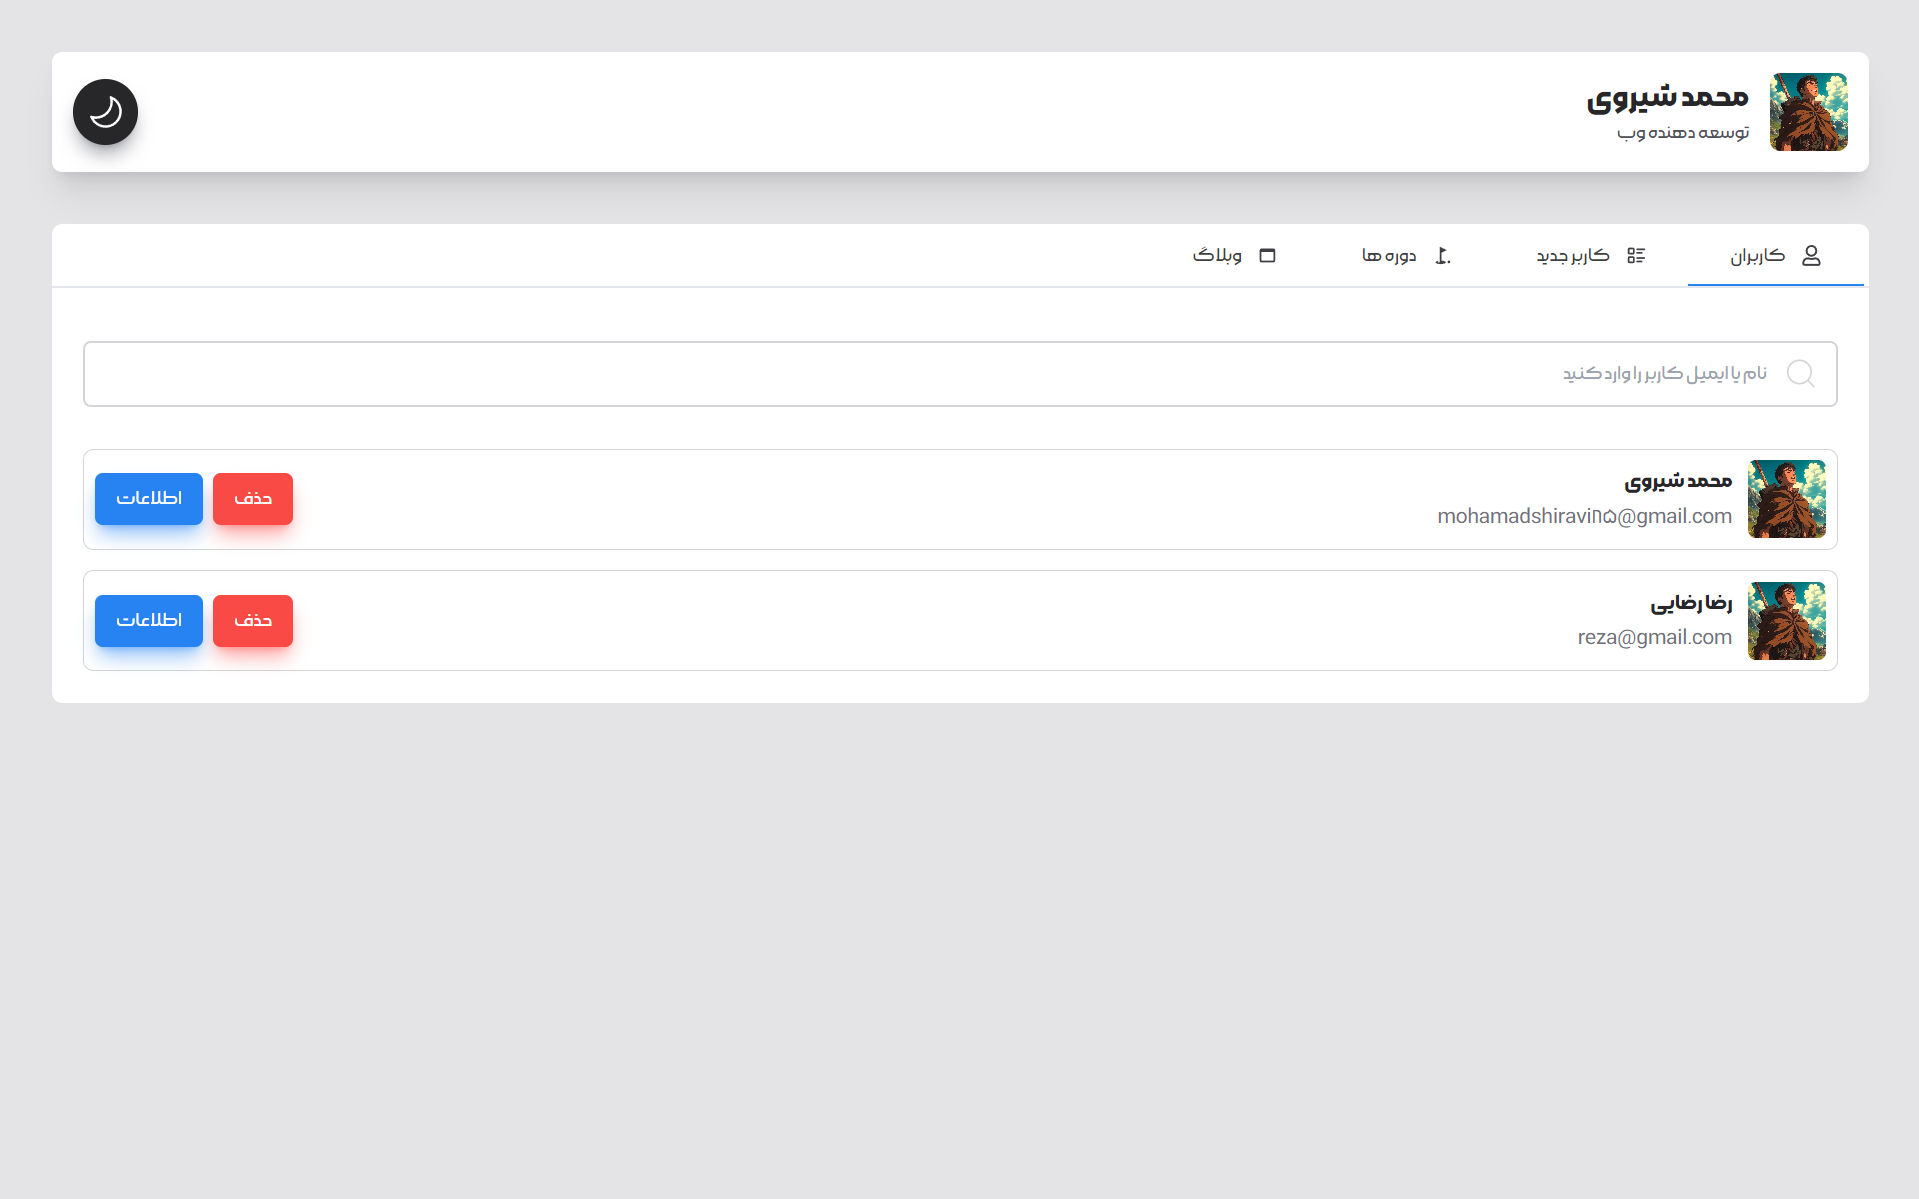 محمد شیروی
توسعه دهنده وب
کاربران
کاربر جدید
دوره ها
وبلاگ
نام یا ایمیل کاربر را وارد کنید
محمد شیروی
mohamadshiravi۸۵@gmail.com
حذف
اطلاعات
رضا رضایی
reza@gmail.com
حذف
اطلاعات